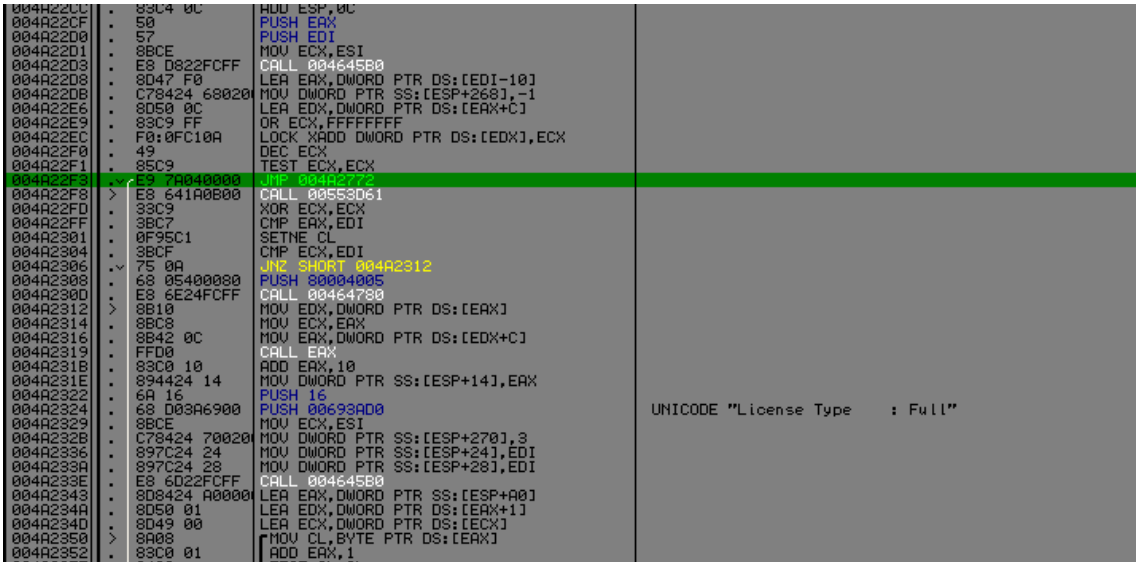 004A22CC . 83C4 0C ADD ESP,0C
004A22CF . 50 PUSH EAX
004A22D0 . 57 PUSH EDI
004A22D1 . 8BCE MOV ECX,ESI
004A22D3 . E8 D822FCFF CALL 004645B0
004A22D8 . 8D47 F0 LEA EAX,DWORD PTR DS:[EDI-10]
004A22DB . C78424 68020 MOV DWORD PTR SS:[ESP+268],-1
004A22E6 . 8D50 0C LEA EDX,DWORD PTR DS:[EAX+C]
004A22E9 . 83C9 FF OR ECX,FFFFFFFF
004A22EC . F0:0FC10A LOCK XADD DWORD PTR DS:[EDX],ECX
004A22F0 . 49 DEC ECX
004A22F1 . 85C9 TEST ECX,ECX
004A22F3 .v E9 7A040000 JMP 004A2772
004A22F8 > E8 641A0B00 CALL 00553D61
004A22FD . 33C9 XOR ECX,ECX
004A22FF . 3BC7 CMP EAX,EDI
004A2301 . 0F95C1 SETNE CL
004A2304 . 3BCF CMP ECX,EDI
004A2306 .v 75 0A JNZ SHORT 004A2312
004A2308 . 68 05400080 PUSH 80004005
004A230D . E8 6E24FCFF CALL 00464780
004A2312 > 8B10 MOV EDX,DWORD PTR DS:[EAX]
004A2314 . 8BC8 MOV ECX,EAX
004A2316 . 8B42 0C MOV EAX,DWORD PTR DS:[EDX+C]
004A2319 . FFD0 CALL EAX
004A231B . 83C0 10 ADD EAX,10
004A231E . 894424 14 MOV DWORD PTR SS:[ESP+14],EAX
004A2322 . 6A 16 PUSH 16
004A2324 . 68 D03A6900 PUSH 00693AD0 UNICODE "License Type : Full"
004A2329 . 8BCE MOV ECX,ESI
004A232B . C78424 70020 MOV DWORD PTR SS:[ESP+270],3
004A2336 . 897C24 24 MOV DWORD PTR SS:[ESP+24],EDI
004A233A . 897C24 28 MOV DWORD PTR SS:[ESP+28],EDI
004A233E . E8 6D22FCFF CALL 004645B0
004A2343 . 8D8424 A0000 LEA EAX,DWORD PTR SS:[ESP+A0]
004A234A . 8D50 01 LEA EDX,DWORD PTR DS:[EAX+1]
004A234D . 8D49 00 LEA ECX,DWORD PTR DS:[ECX]
004A2350 > 8A08 MOV CL,BYTE PTR DS:[EAX]
004A2352 . 83C0 01 ADD EAX,1